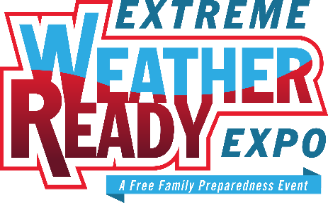 EXTREME
WEATHER
READY EXPO
A Free Family Preparedness Event